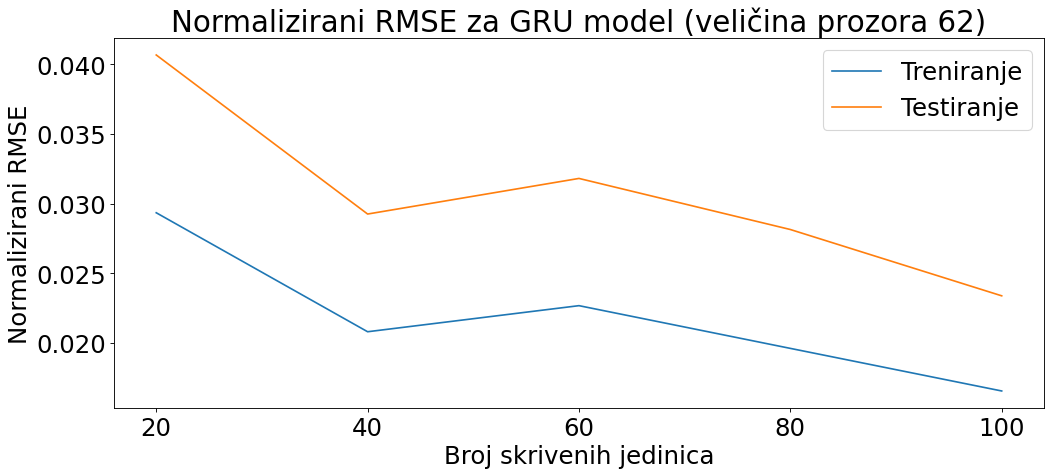 Normalizirani RMSE za GRU model (veličina prozora 62)
Treniranje
Testiranje
Normalizirani RMSE
0.040
0.035
0.030
0.025
0.020
20 40 60 80 100
Broj skrivenih jedinica